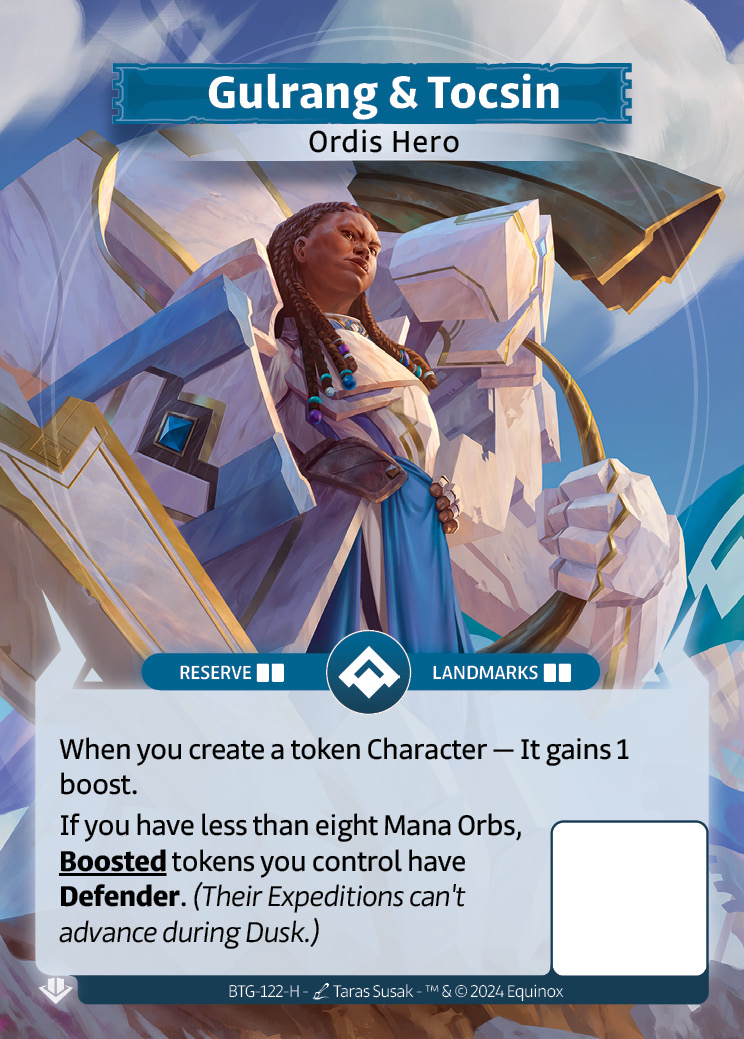 Gulrang & Tocsin
Ordis Hero
RESERVE
LANDMARKS
When you create a token Character — It gains 1
boost.
If you have less than eight Mana Orbs,
Boosted tokens you control have
Defender. (Their Expeditions can't
advance during Dusk.)
BTG-122-H - Taras Susak - ™ & © 2024 Equinox